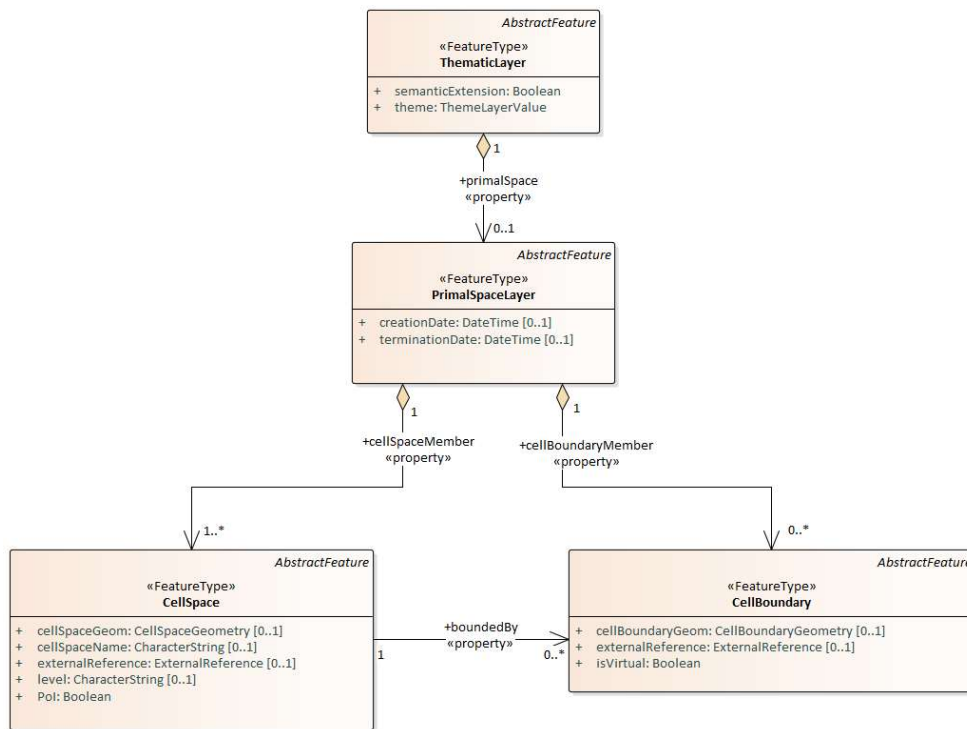 AbstractFeature
«FeatureType»
ThematicLayer
+ semanticExtension: Boolean
+ theme: ThemeLayerValue
1
+primalSpace
«property»
0..1
AbstractFeature
«FeatureType»
PrimalSpaceLayer
+ creationDate: DateTime [0..1]
+ terminationDate: DateTime [0..1]
1
1
+cellSpaceMember
«property»
+cellBoundaryMember
«property»
1..*
0..*
AbstractFeature
«FeatureType»
CellSpace
+ cellSpaceGeom: CellSpaceGeometry [0..1]
+ cellSpaceName: CharacterString [0..1]
+ externalReference: ExternalReference [0..1]
+ level: CharacterString [0..1]
+ PoI: Boolean
+boundedBy
«property»
1
0..*
AbstractFeature
«FeatureType»
CellBoundary
+ cellBoundaryGeom: CellBoundaryGeometry [0..1]
+ externalReference: ExternalReference [0..1]
+ isVirtual: Boolean